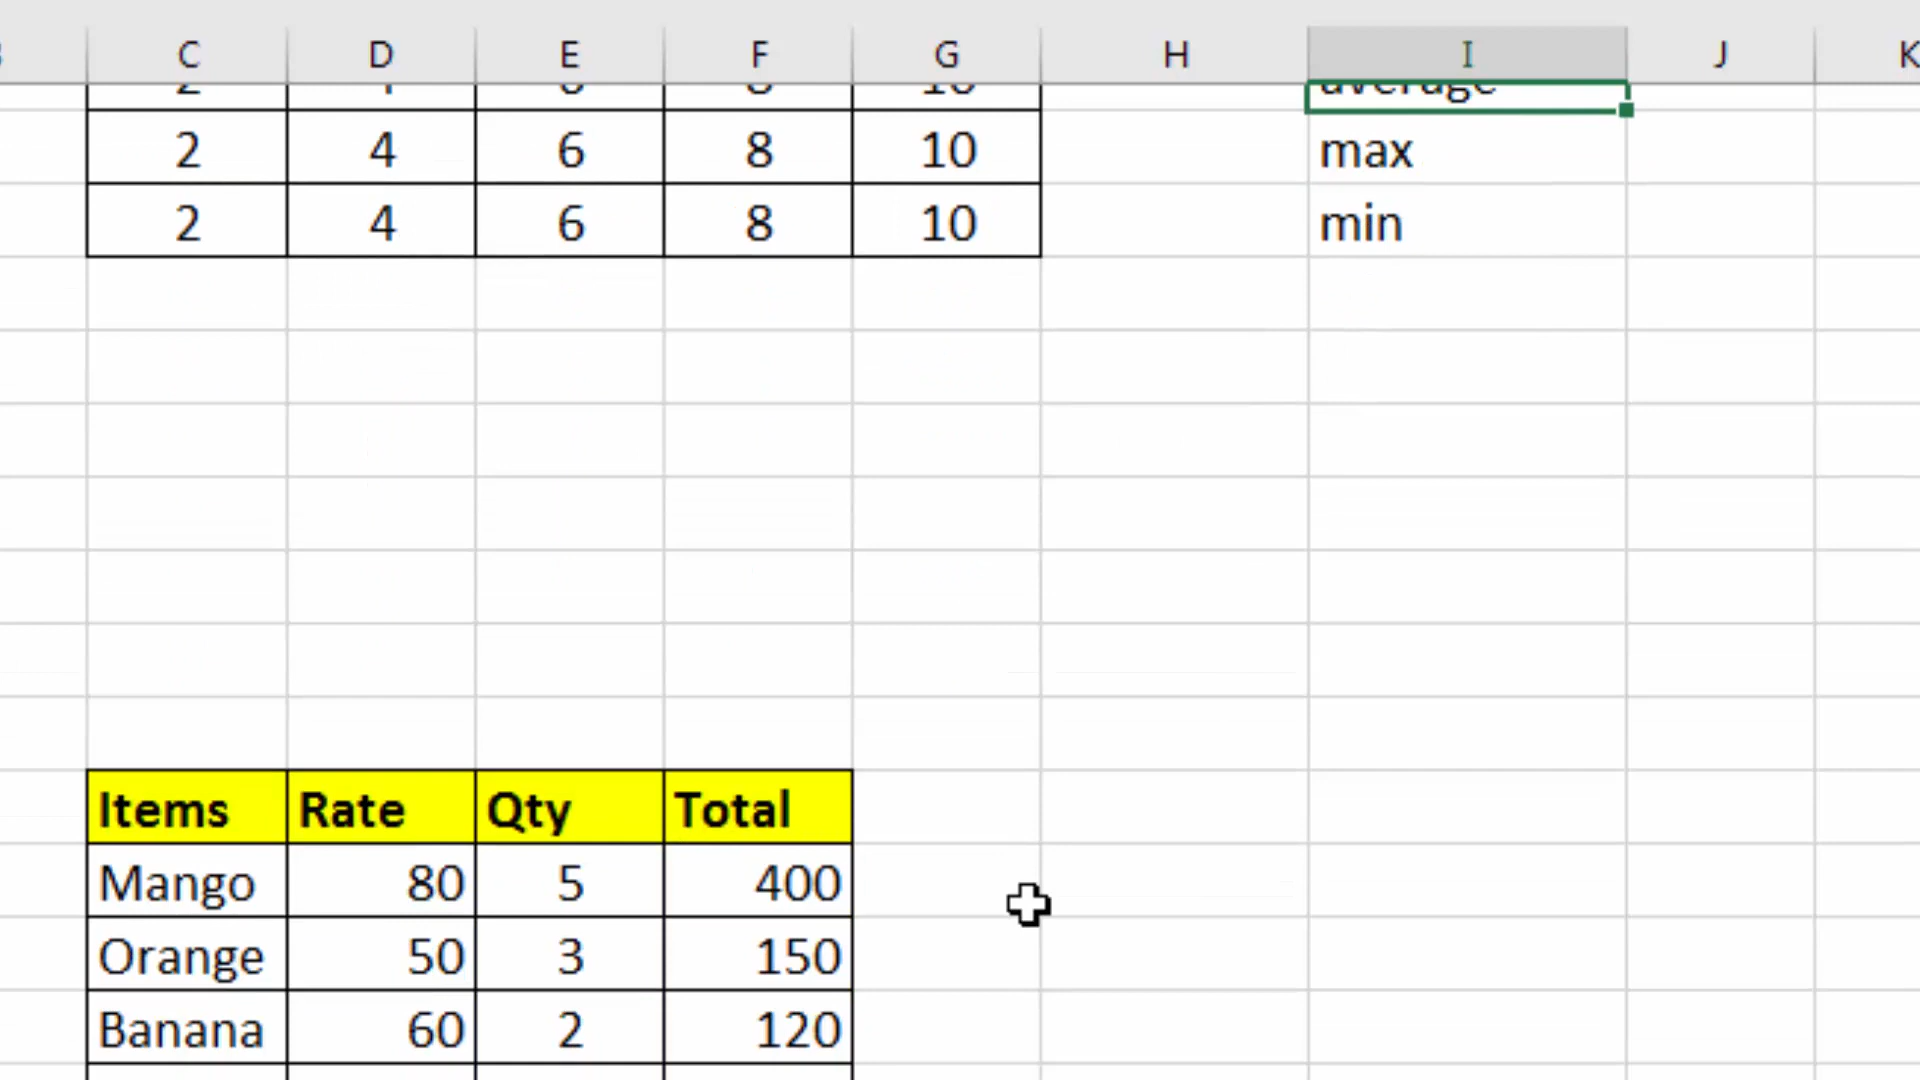 C D E F G H I J K
2 4 6 8 10 average
2 4 6 8 10 max
2 4 6 8 10 min
Items Rate Qty Total
Mango 80 5 400
Orange 50 3 150
Banana 60 2 120